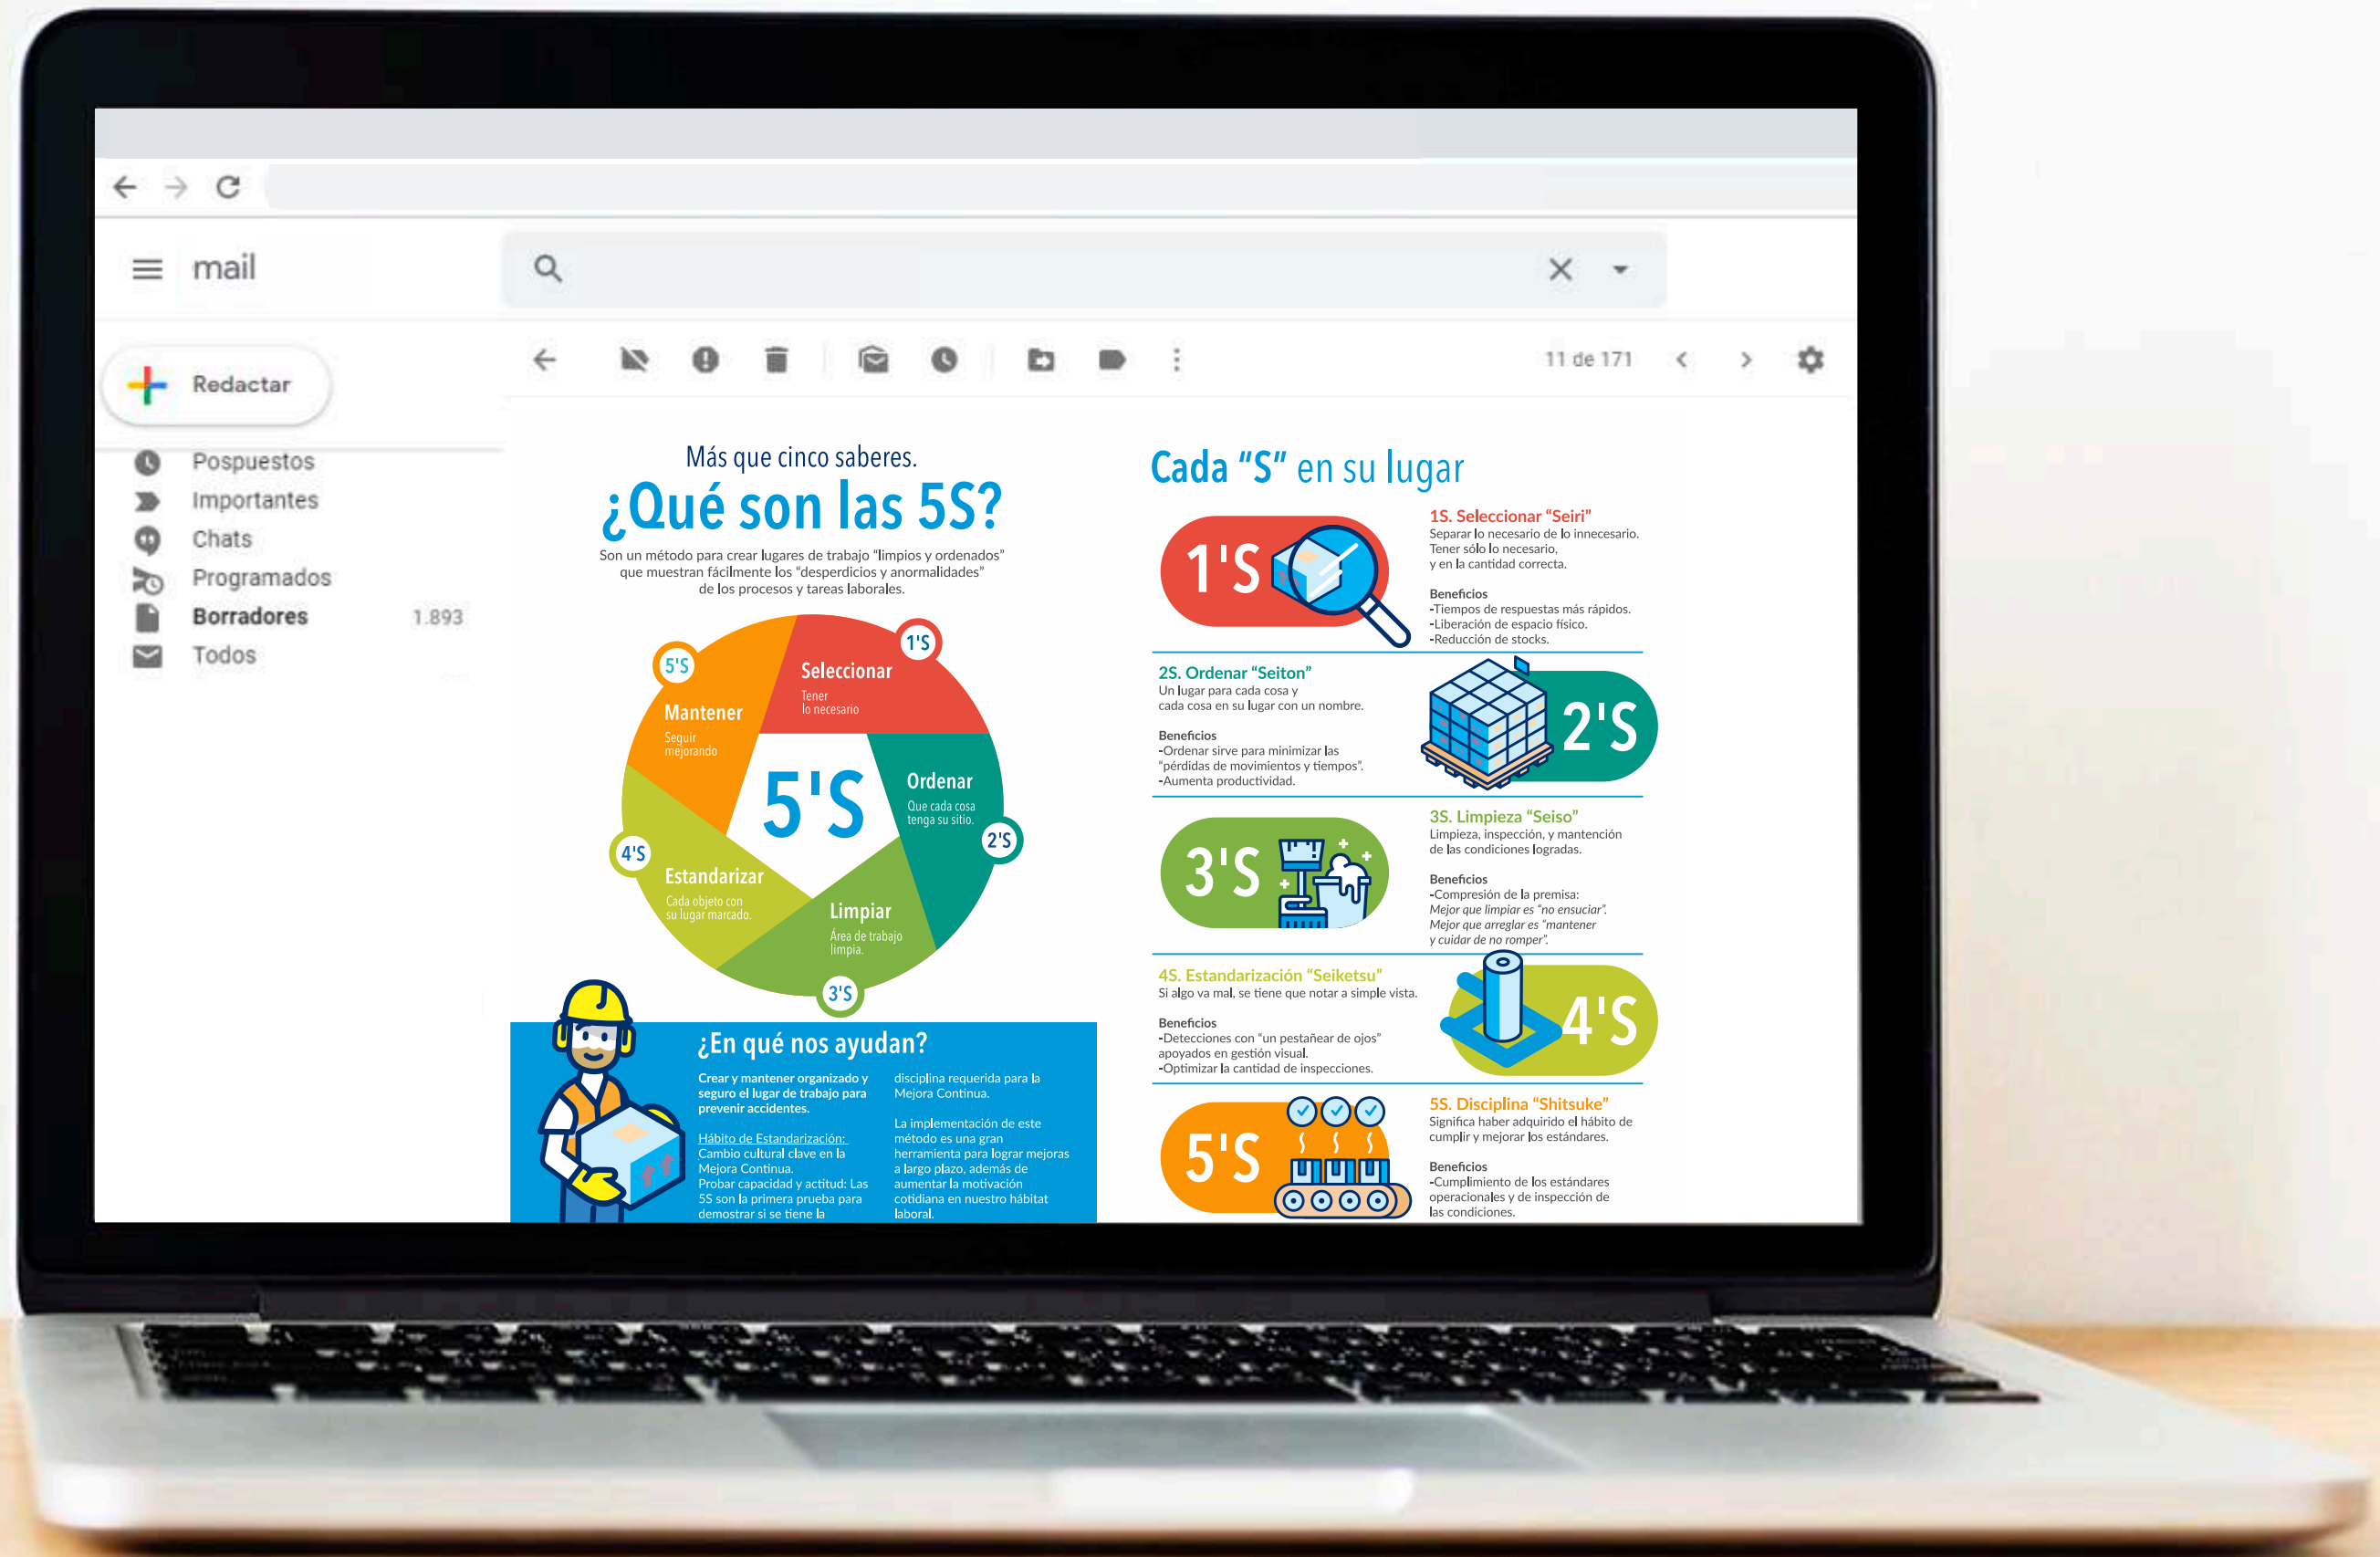 mail
Redactar
11 de 171
Pospuestos
Importantes
Chats
Programados
Borradores 1.893
Todos
Más que cinco saberes.
¿Qué son las 5S?
Son un método para crear lugares de trabajo “limpios y ordenados”
que muestran fácilmente los “desperdicios y anormalidades”
de los procesos y tareas laborales.
1'S
Seleccionar
Tener
lo necesario
5'S
Mantener
Seguir
mejorando
5'S
Ordenar
Que cada cosa
tenga su sitio.
2'S
4'S
Estandarizar
Cada objeto con
su lugar marcado.
Limpiar
Área de trabajo
limpia.
3'S
¿En qué nos ayudan?
Crear y mantener organizado y
seguro el lugar de trabajo para
prevenir accidentes.
Hábito de Estandarización:
Cambio cultural clave en la
Mejora Continua.
Probar capacidad y actitud: Las
5S son la primera prueba para
demostrar si se tiene la
disciplina requerida para la
Mejora Continua.
La implementación de este
método es una gran
herramienta para lograr mejoras
a largo plazo, además de
aumentar la motivación
cotidiana en nuestro hábitat
laboral.
Cada “S” en su lugar
1'S
1S. Seleccionar “Seiri”
Separar lo necesario de lo innecesario.
Tener sólo lo necesario,
y en la cantidad correcta.
Beneficios
-Tiempos de respuestas más rápidos.
-Liberación de espacio físico.
-Reducción de stocks.
2S. Ordenar “Seiton”
Un lugar para cada cosa y
cada cosa en su lugar con un nombre.
Beneficios
-Ordenar sirve para minimizar las
“pérdidas de movimientos y tiempos”.
-Aumenta productividad.
2'S
3'S
3S. Limpieza “Seiso”
Limpieza, inspección, y mantención
de las condiciones logradas.
Beneficios
-Compresión de la premisa:
Mejor que limpiar es “no ensuciar”.
Mejor que arreglar es “mantener
y cuidar de no romper”.
4S. Estandarización “Seiketsu”
Si algo va mal, se tiene que notar a simple vista.
Beneficios
-Detecciones con “un pestañear de ojos”
apoyados en gestión visual.
-Optimizar la cantidad de inspecciones.
4'S
5'S
5S. Disciplina “Shitsuke”
Significa haber adquirido el hábito de
cumplir y mejorar los estándares.
Beneficios
-Cumplimiento de los estándares
operacionales y de inspección de
las condiciones.